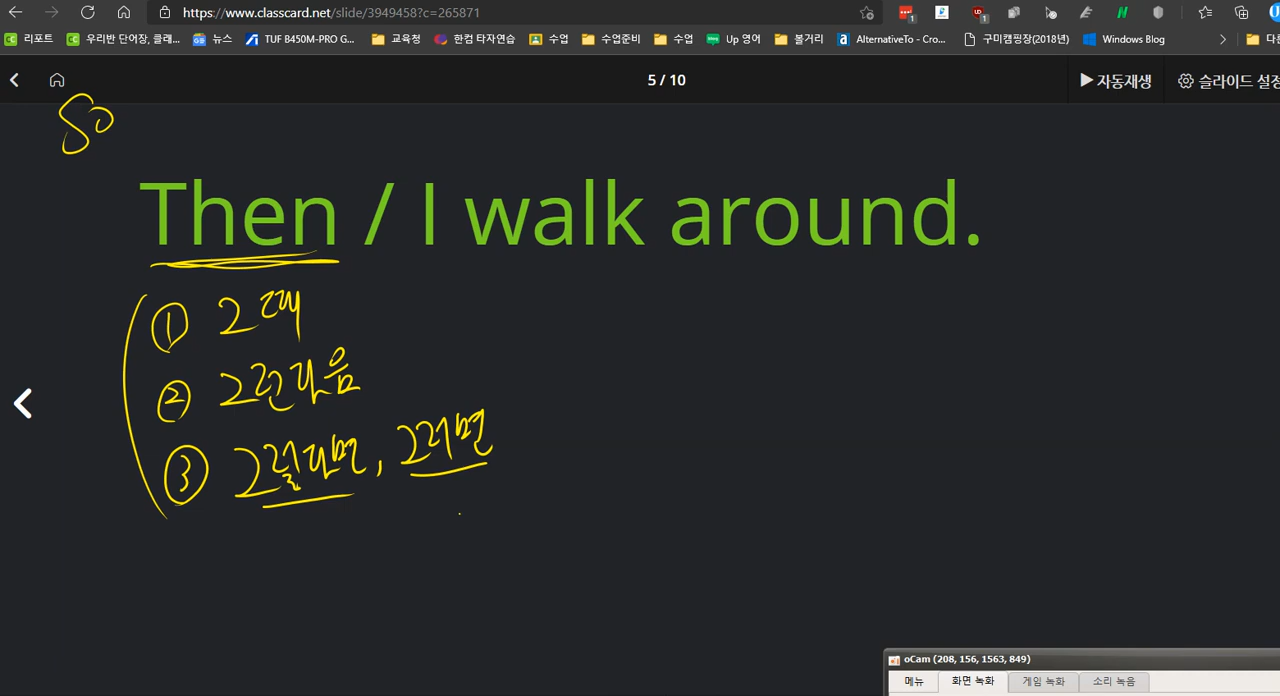 https://www.classcard.net/slide/3949458?c=265871
리포트 우리반 단어장, 클래... 뉴스 TUF B450M-PRO G... 교육청 한컴 타자연습 수업 수업준비 수업 Up 영어 볼거리 AlternativeTo - Cro... 구미캠핑장(2018년) Windows Blog 다른
5 / 10 자동재생 슬라이드 설정
So
Then / I walk around.
① 그때
② 그런다음
③ 그렇다면, 그러면
oCam (208, 156, 1563, 849)
메뉴 화면 녹화 게임 녹화 소리 녹음